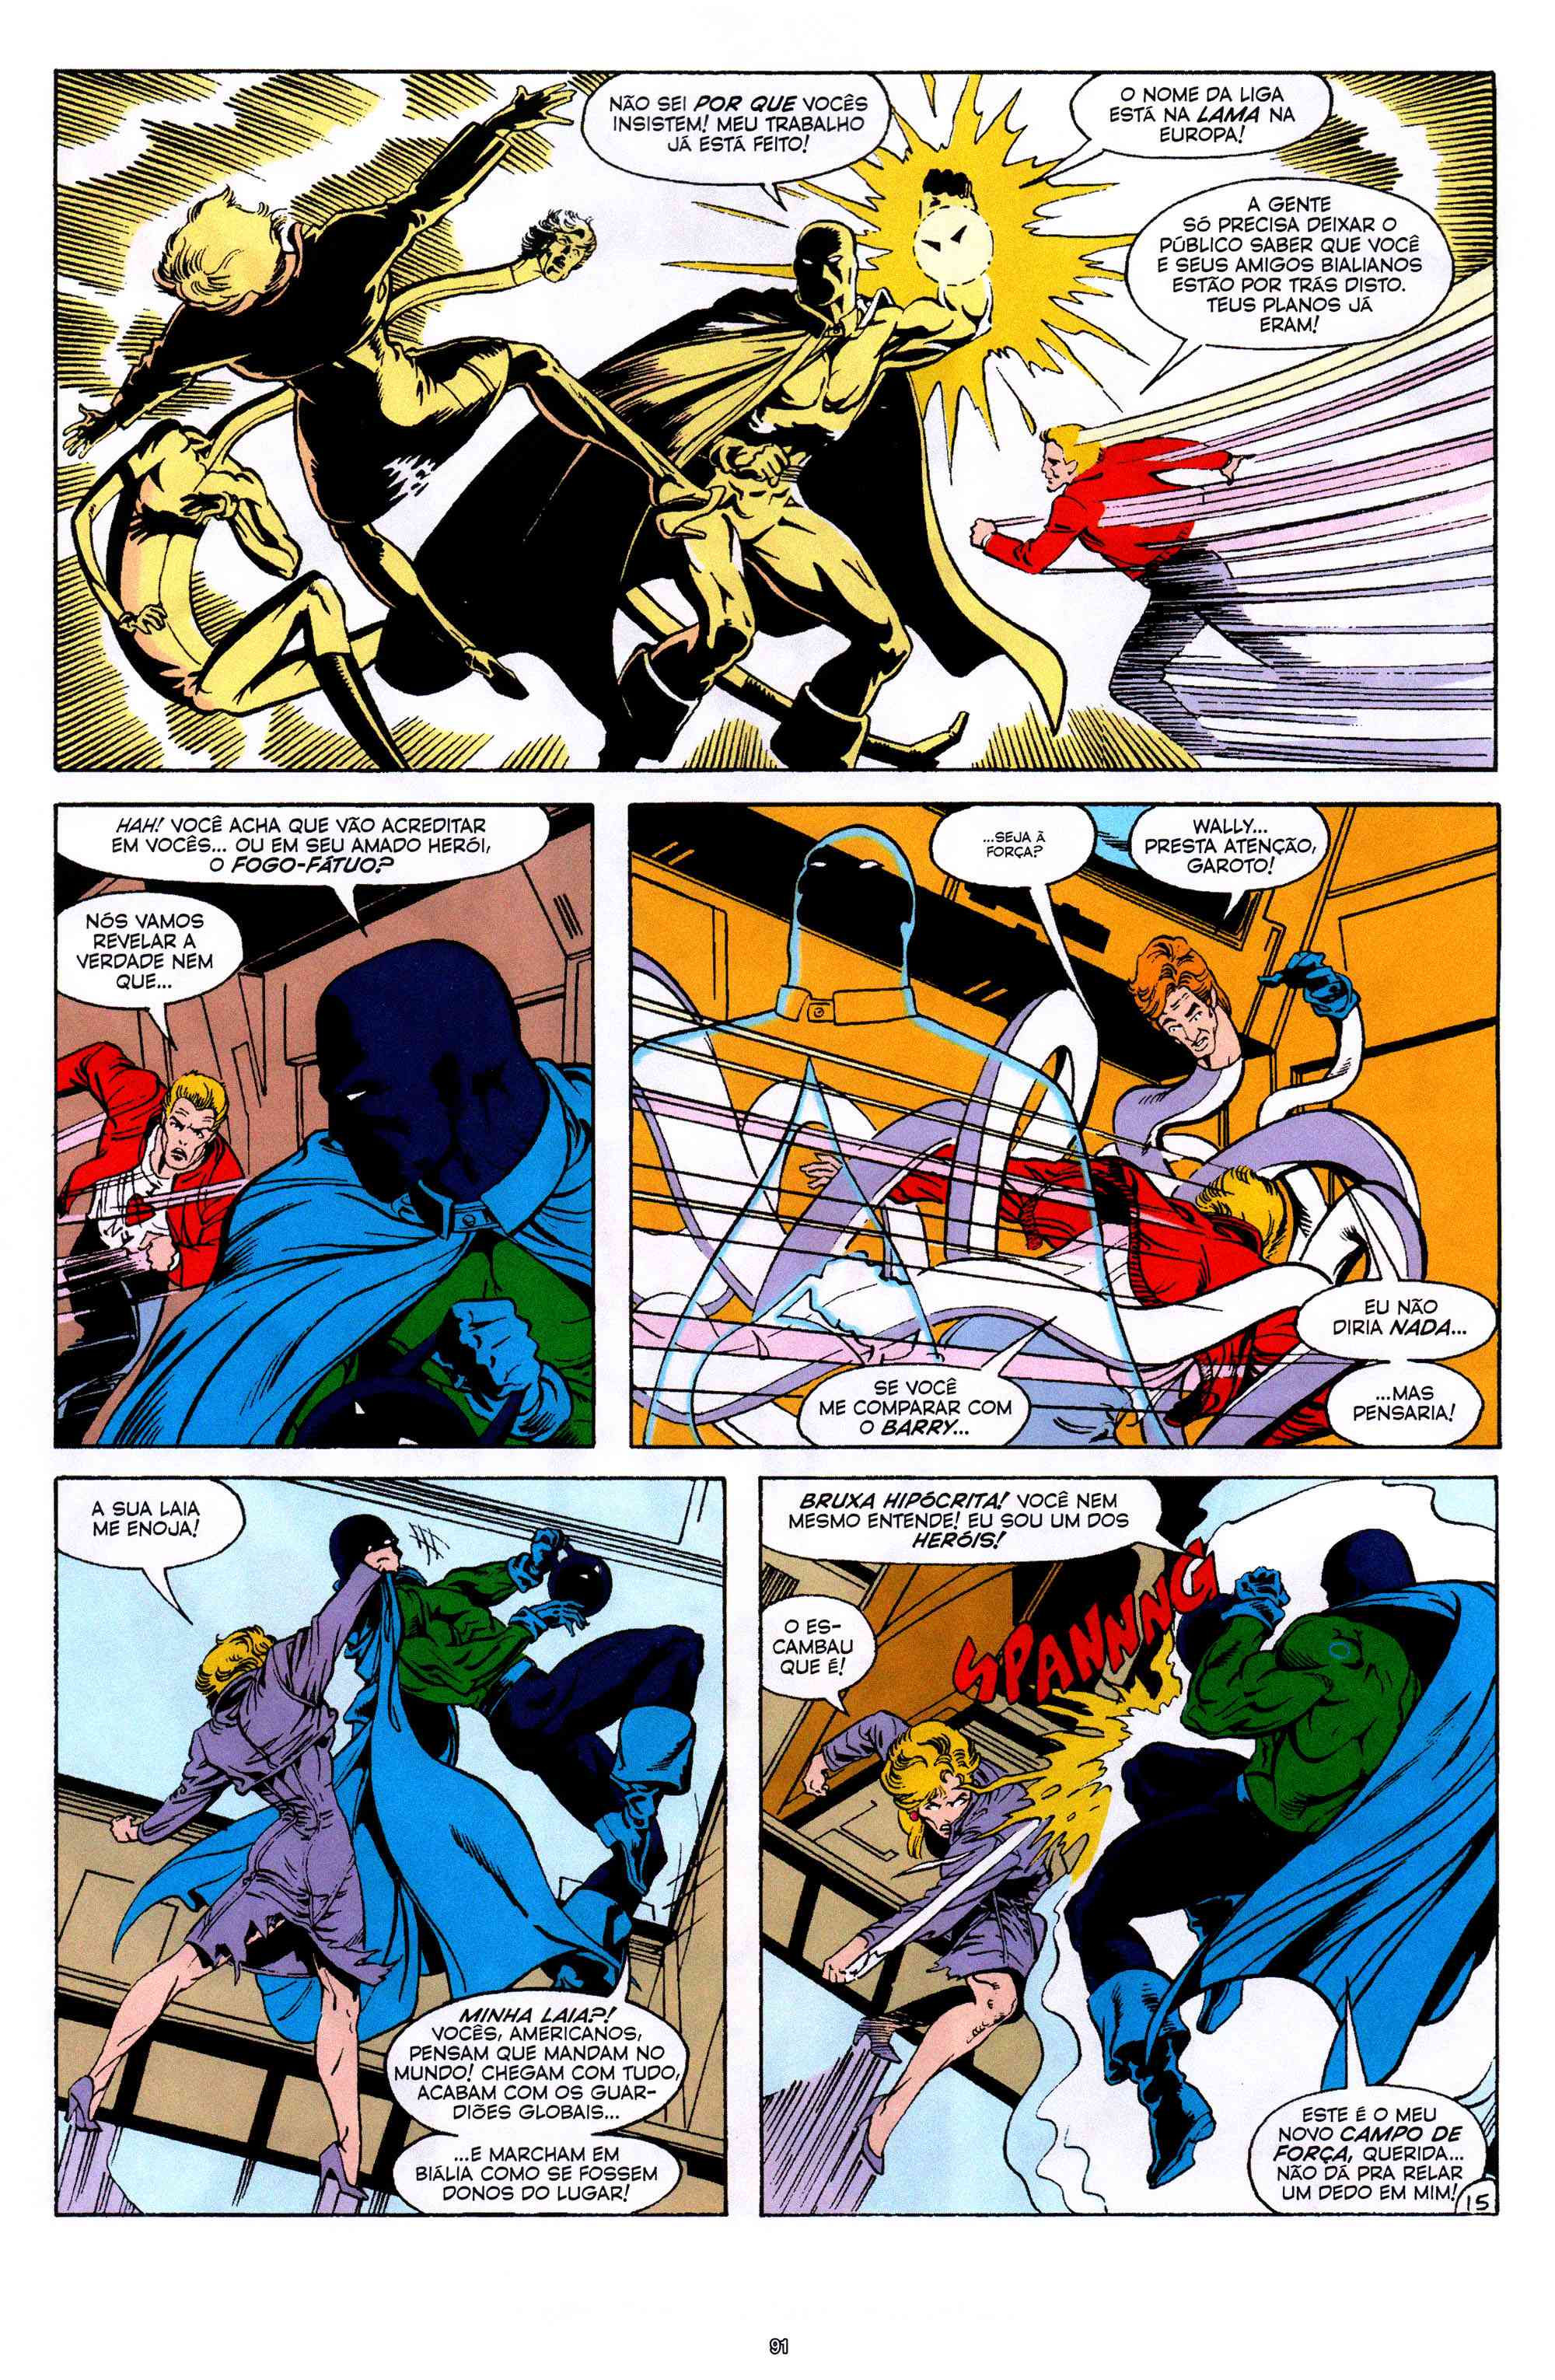 NÃO SEI POR QUE VOCÊS
INSISTEM! MEU TRABALHO
JÁ ESTÁ FEITO!
O NOME DA LIGA
ESTÁ NA LAMA NA
EUROPA!
A GENTE
SÓ PRECISA DEIXAR O
PÚBLICO SABER QUE VOCÊ
E SEUS AMIGOS BIALIANOS
ESTÃO POR TRÁS DISTO.
TEUS PLANOS JÁ
ERAM!
HAH! VOCÊ ACHA QUE VÃO ACREDITAR
EM VOCÊS... OU EM SEU AMADO HERÓI,
O FOGO-FÁTUO?
NÓS VAMOS
REVELAR A
VERDADE NEM
QUE...
...SEJA À
FORÇA?
WALLY...
PRESTA ATENÇÃO,
GAROTO!
SE VOCÊ
ME COMPARAR COM
O BARRY...
EU NÃO
DIRIA NADA...
...MAS
PENSARIA!
A SUA LAIA
ME ENOJA!
MINHA LAIA?!
VOCÊS, AMERICANOS,
PENSAM QUE MANDAM NO
MUNDO! CHEGAM COM TUDO,
ACABAM COM OS GUAR-
DIÕES GLOBAIS...
...E MARCHAM EM
BIÁLIA COMO SE FOSSEM
DONOS DO LUGAR!
BRUXA HIPÓCRITA! VOCÊ NEM
MESMO ENTENDE! EU SOU UM DOS
HERÓIS!
O ES-
CAMBAU
QUE É!
SPANNNG
ESTE É O MEU
NOVO CAMPO DE
FORÇA, QUERIDA...
NÃO DÁ PRA RELAR
UM DEDO EM MIM!
15
91